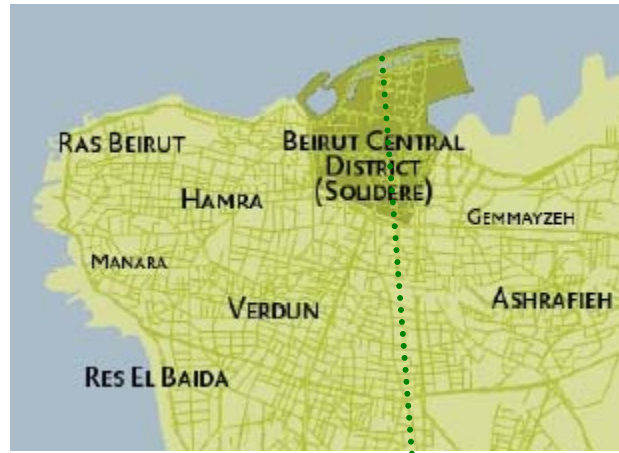 RAS BEIRUT
BEIRUT CENTRAL
DISTRICT
(SOLIDERE)
HAMRA
GEMMAYZEH
MANARA
VERDUN
ASHRAFIEH
RES EL BAIDA